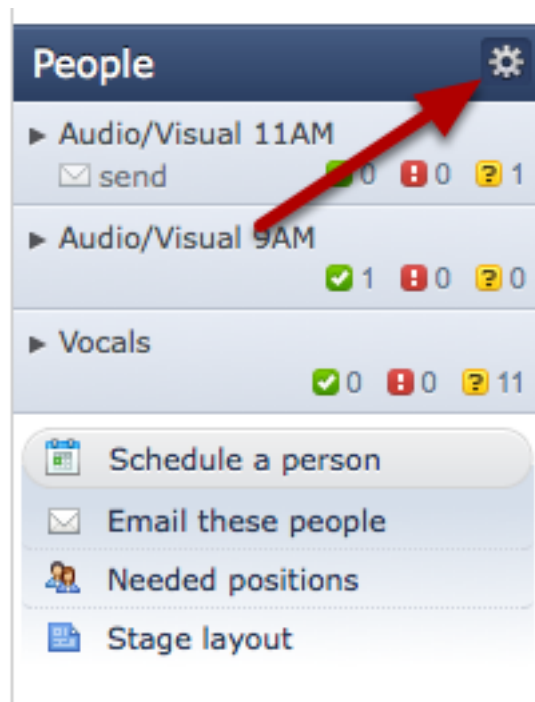 People
Audio/Visual 11AM
send 0 0 ? 1
Audio/Visual 9AM
1 0 ? 0
Vocals
0 0 ? 11
Schedule a person
Email these people
Needed positions
Stage layout